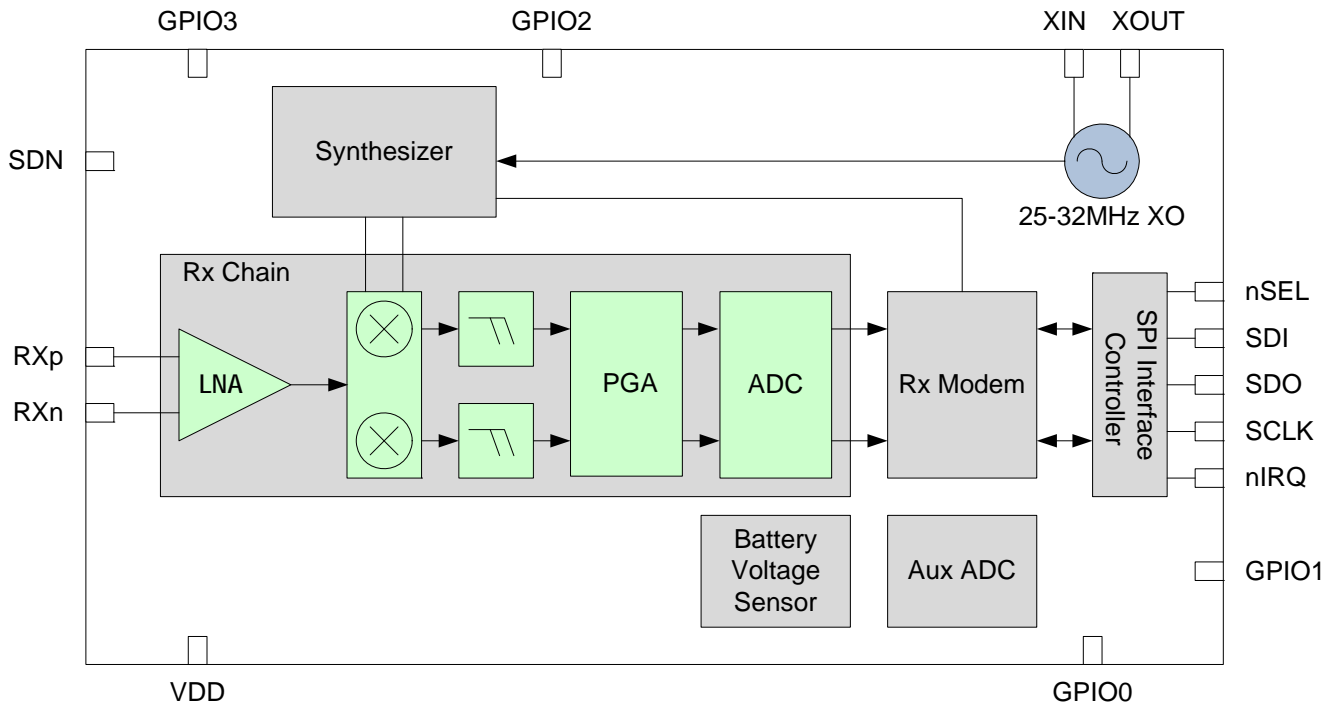 GPIO3
GPIO2
XIN
XOUT
SDN
Synthesizer
25-32MHz XO
Rx Chain
LNA
PGA
ADC
Rx Modem
SPI Interface
Controller
nSEL
SDI
SDO
SCLK
nIRQ
RXp
RXn
Battery
Voltage
Sensor
Aux ADC
GPIO1
VDD
GPIO0